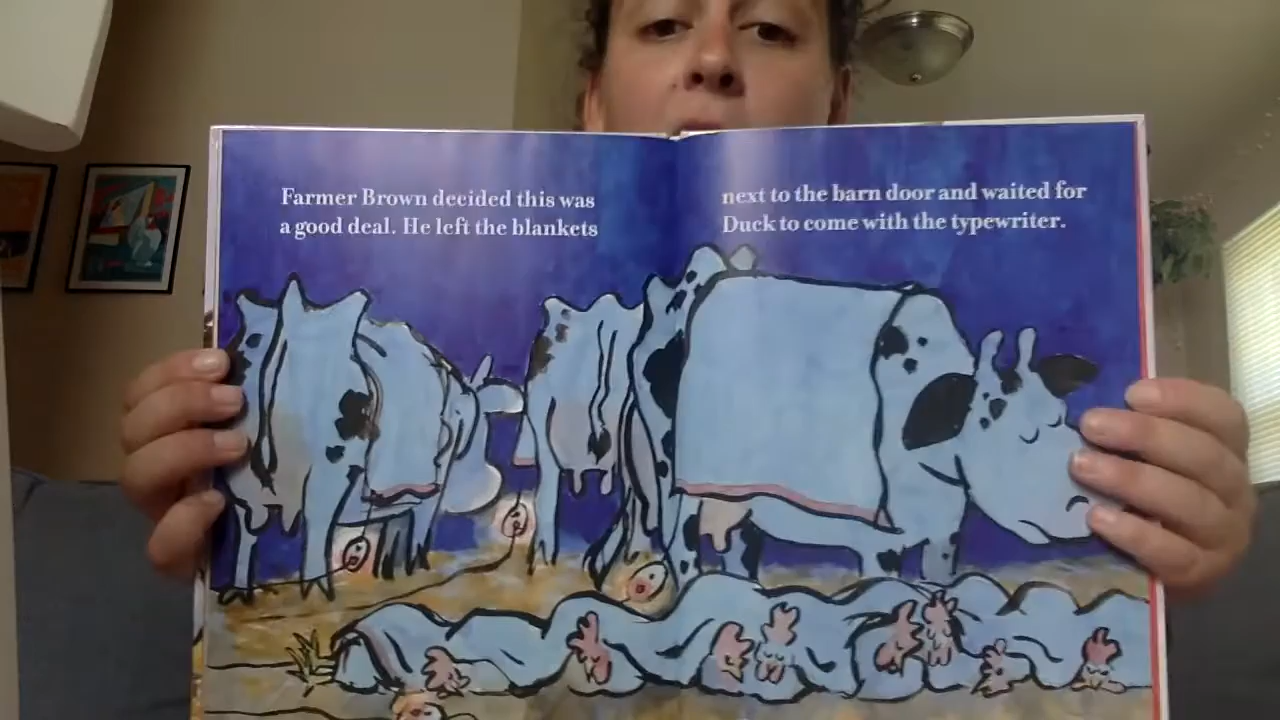 Farmer Brown decided this was
a good deal. He left the blankets
next to the barn door and waited for
Duck to come with the typewriter.